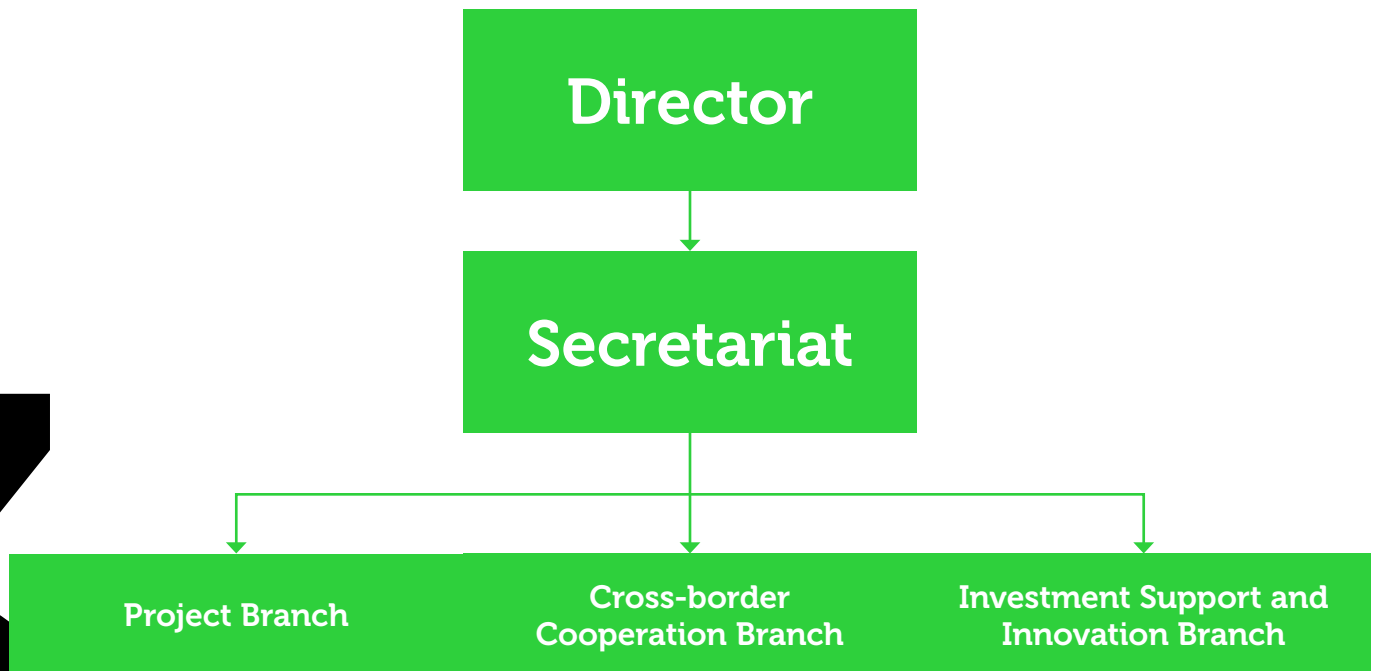 Director
Secretariat
Project Branch
Cross-border
Cooperation Branch
Investment Support and
Innovation Branch